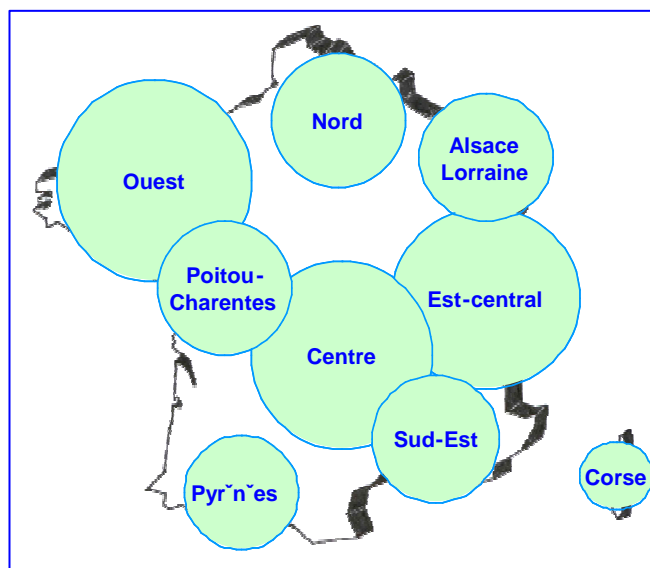 Nord
Alsace
Lorraine
Ouest
Poitou-
Charentes
Est-central
Centre
Sud-Est
Pyrˇnˇes
Corse